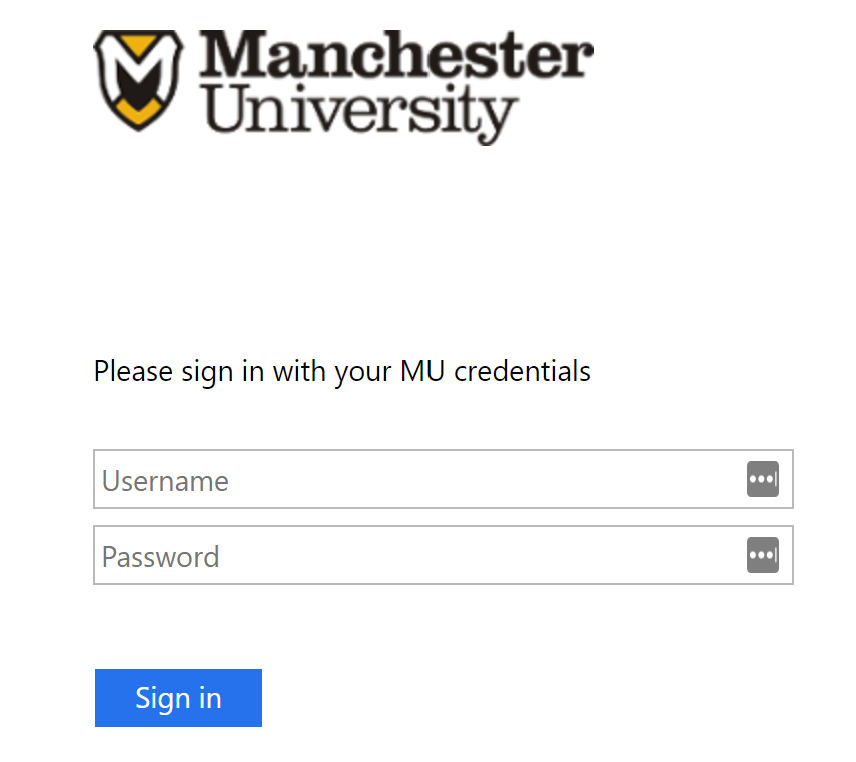 Manchester
University
Please sign in with your MU credentials
Username
Password
Sign in